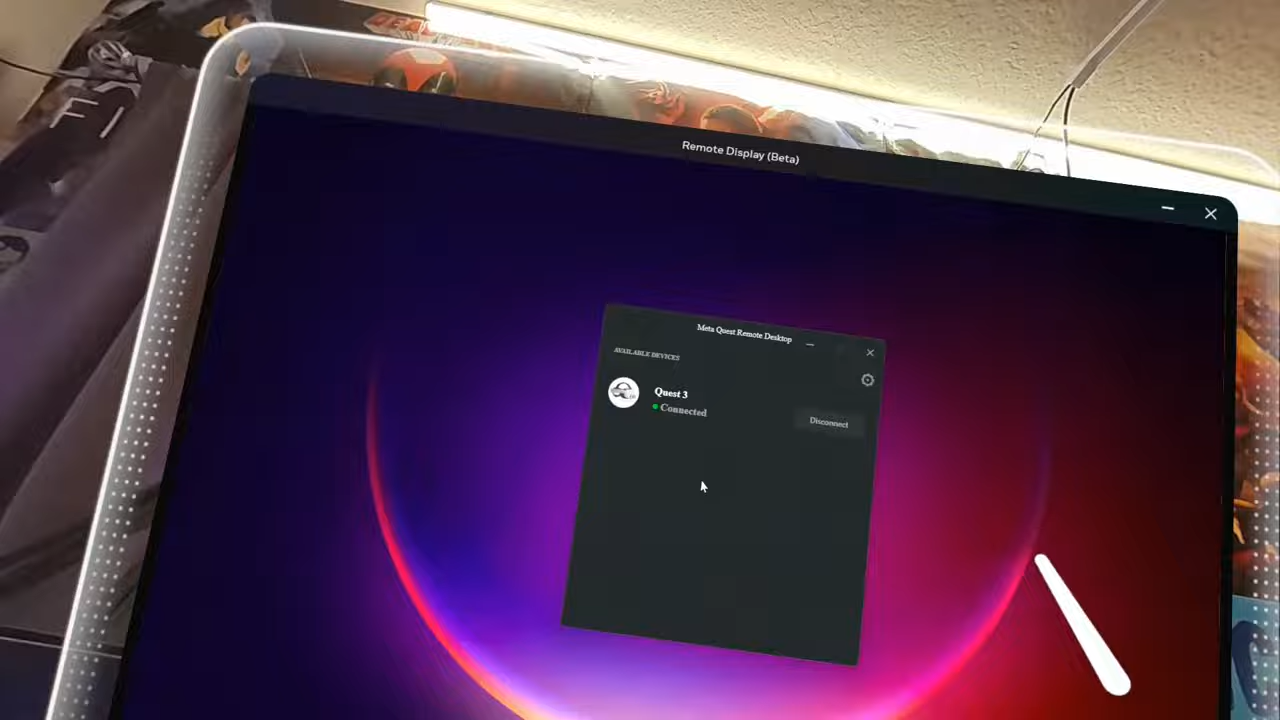 Remote Display (Beta)
Meta Quest Remote Desktop
AVAILABLE DEVICES
Quest 3
Connected
Disconnect